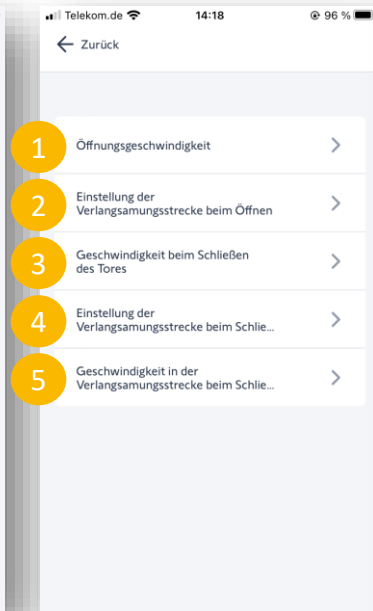 Telekom.de 14:18 96 %
Zurück
1 Öffnungsgeschwindigkeit
2 Einstellung der
Verlangsamungsstrecke beim Öffnen
3 Geschwindigkeit beim Schließen
des Tores
4 Einstellung der
Verlangsamungsstrecke beim Schlie...
5 Geschwindigkeit in der
Verlangsamungsstrecke beim Schlie...